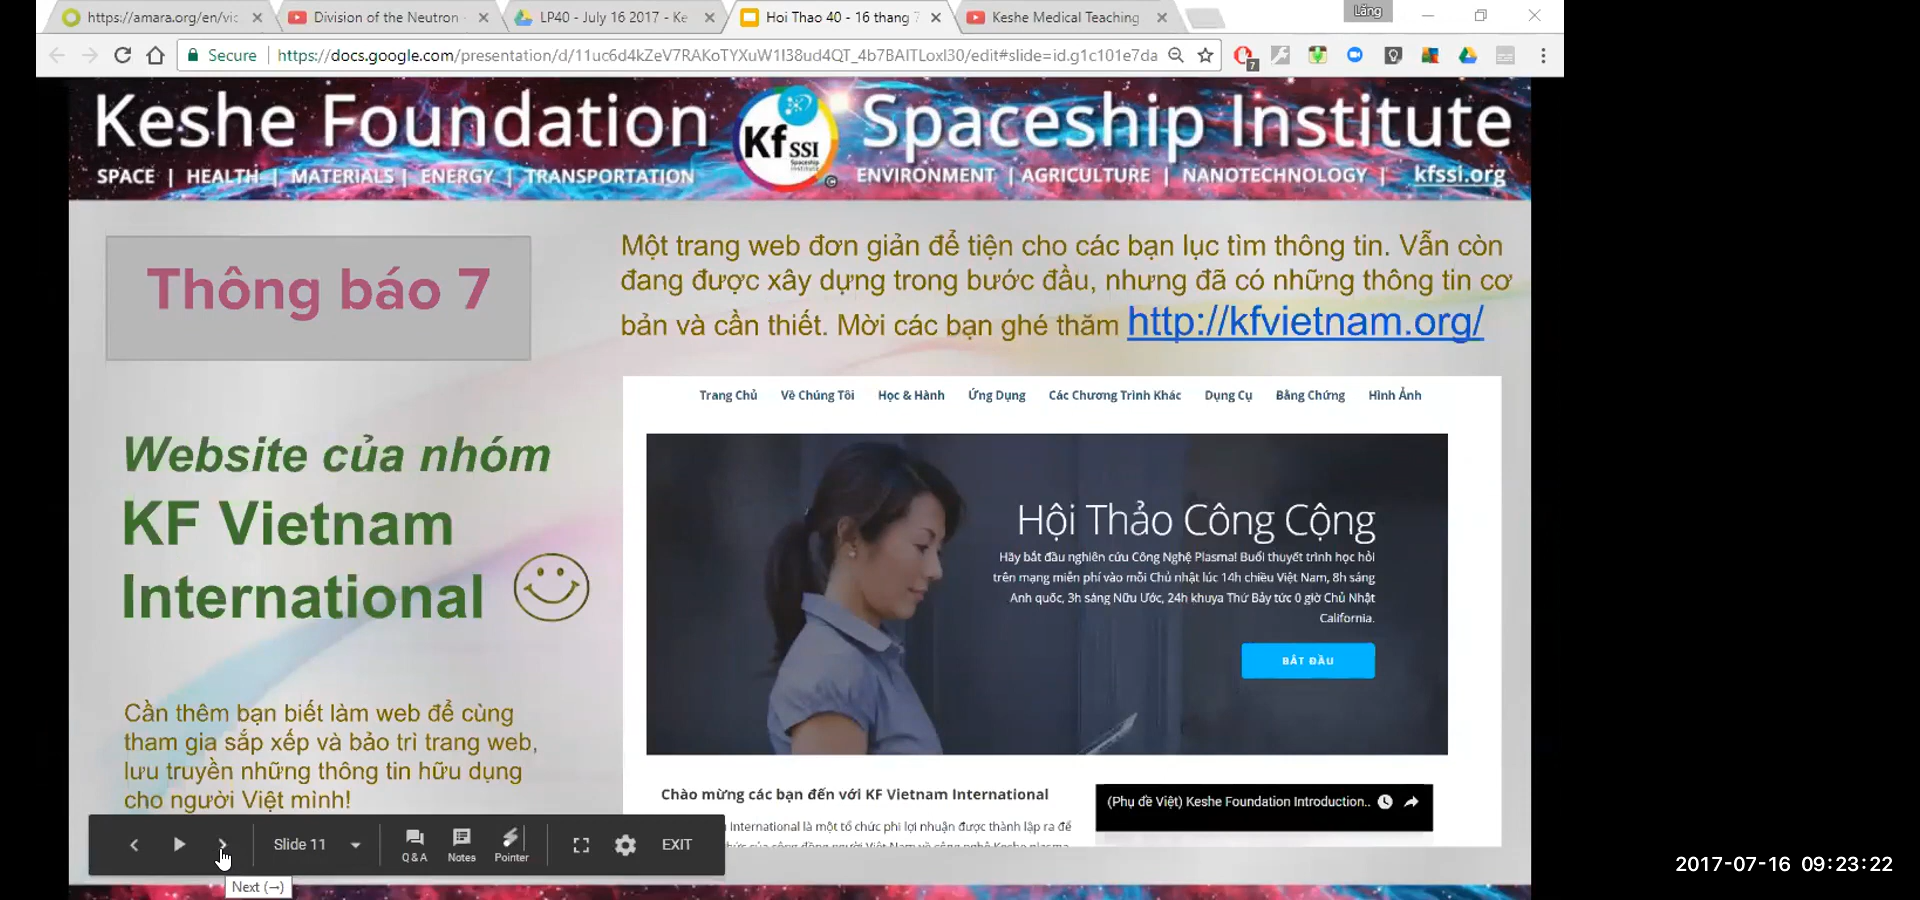 https://amara.org/en/vic
Division of the Neutron
LP40 - July 16 2017 - Ke
Hoi Thao 40 - 16 thang 7
Keshe Medical Teaching
Lăng
Secure
https://docs.google.com/presentation/d/11uc6d4kZeV7RAKoTYXuW1I38ud4QT_4b7BAITLoxI30/edit#slide=id.g1c101e7da
7
Keshe Foundation
Kf SSI
Spaceship
Institute
©
Spaceship Institute
SPACE | HEALTH | MATERIALS | ENERGY | TRANSPORTATION
ENVIRONMENT | AGRICULTURE | NANOTECHNOLOGY | kfssi.org
Thông báo 7
Một trang web đơn giản để tiện cho các bạn lục tìm thông tin. Vẫn còn
đang được xây dựng trong bước đầu, nhưng đã có những thông tin cơ
bản và cần thiết. Mời các bạn ghé thăm http://kfvietnam.org/
Website của nhóm
KF Vietnam
International
Cần thêm bạn biết làm web để cùng
tham gia sắp xếp và bảo trì trang web,
lưu truyền những thông tin hữu dụng
cho người Việt mình!
Trang Chủ Về Chúng Tôi Học & Hành Ứng Dụng Các Chương Trình Khác Dụng Cụ Bằng Chứng Hình Ảnh
Hội Thảo Công Cộng
Hãy bắt đầu nghiên cứu Công Nghệ Plasma! Buổi thuyết trình học hỏi
trên mạng miễn phí vào mỗi Chủ nhật lúc 14h chiều Việt Nam, 8h sáng
Anh quốc, 3h sáng Nữu Ước, 24h khuya Thứ Bảy tức 0 giờ Chủ Nhật
California.
BẮT ĐẦU
Chào mừng các bạn đến với KF Vietnam International
International là một tổ chức phi lợi nhuận được thành lập ra để
(Phụ đề Việt) Keshe Foundation Introduction..
Slide 11
Q & A
Notes
Pointer
EXIT
Next (→)
2017-07-16 09:23:22